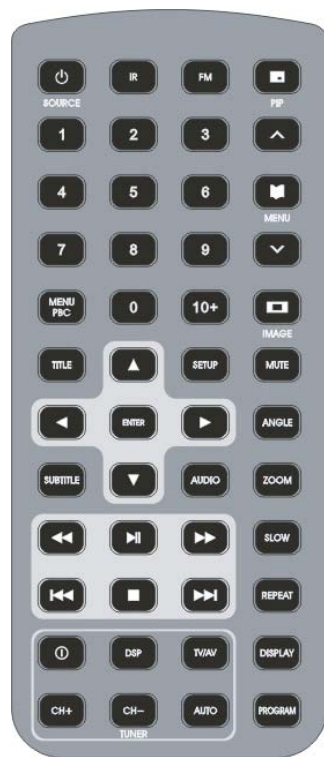 IR FM
SOURCE PIP
1 2 3
4 5 6
MENU
7 8 9
MENU
PBC 0 10+
IMAGE
TITLE SETUP MUTE
ENTER ANGLE
SUBTITLE AUDIO ZOOM
SLOW
REPEAT
DSP TV/AV DISPLAY
CH+ CH- AUTO PROGRAM
TUNER